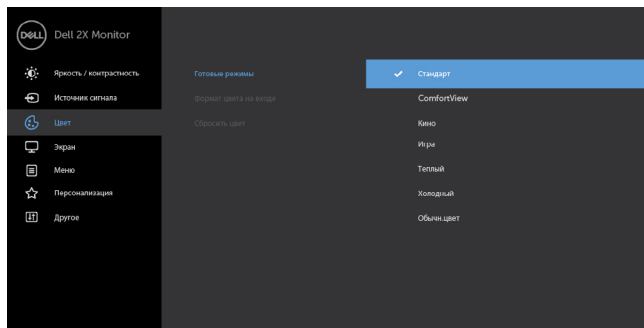 DELL Dell 2X Monitor
Яркость / контрастность
Готовые режимы
Стандарт
Источник сигнала
Формат цвета на входе
ComfortView
Цвет
Сбросить цвет
Кино
Экран
Игра
Меню
Теплый
Персонализация
Холодный
Другое
Обычн.цвет